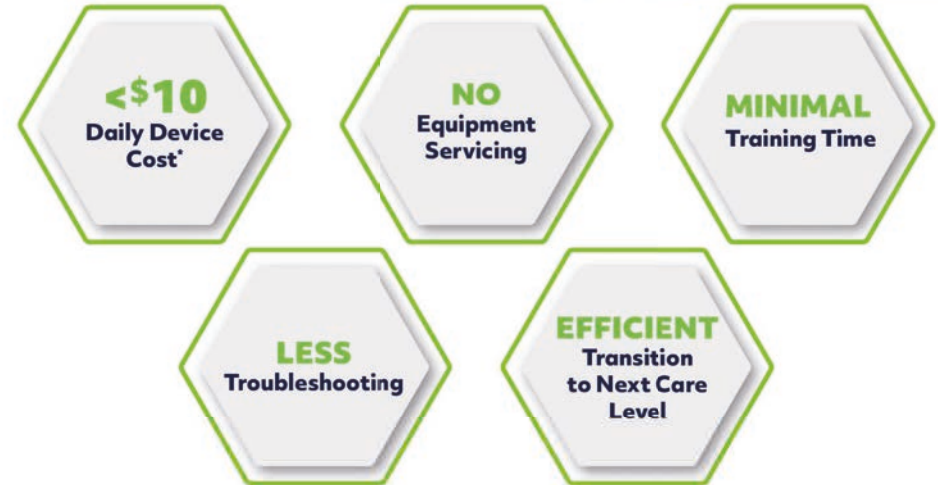 <$10
Daily Device
Cost*
NO
Equipment
Servicing
MINIMAL
Training Time
LESS
Troubleshooting
EFFICIENT
Transition
to Next Care
Level